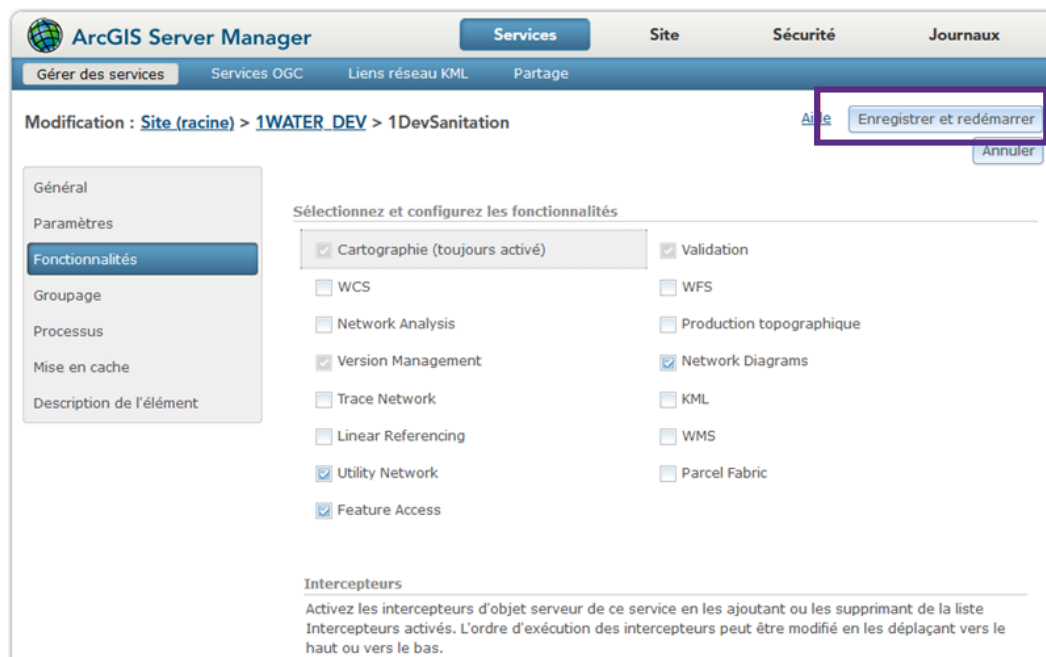 ArcGIS Server Manager
Services
Site
Sécurité
Journaux
Gérer des services
Services OGC
Liens réseau KML
Partage
Modification : Site (racine) > 1WATER_DEV > 1DevSanitation
Aide
Enregistrer et redémarrer
Annuler
Général
Paramètres
Fonctionnalités
Groupage
Processus
Mise en cache
Description de l'élément
Sélectionnez et configurez les fonctionnalités
Cartographie (toujours activé)
Validation
WCS
WFS
Network Analysis
Production topographique
Version Management
Network Diagrams
Trace Network
KML
Linear Referencing
WMS
Utility Network
Parcel Fabric
Feature Access
Intercepteurs
Activez les intercepteurs d'objet serveur de ce service en les ajoutant ou les supprimant de la liste
Intercepteurs activés. L'ordre d'exécution des intercepteurs peut être modifié en les déplaçant vers le
haut ou vers le bas.